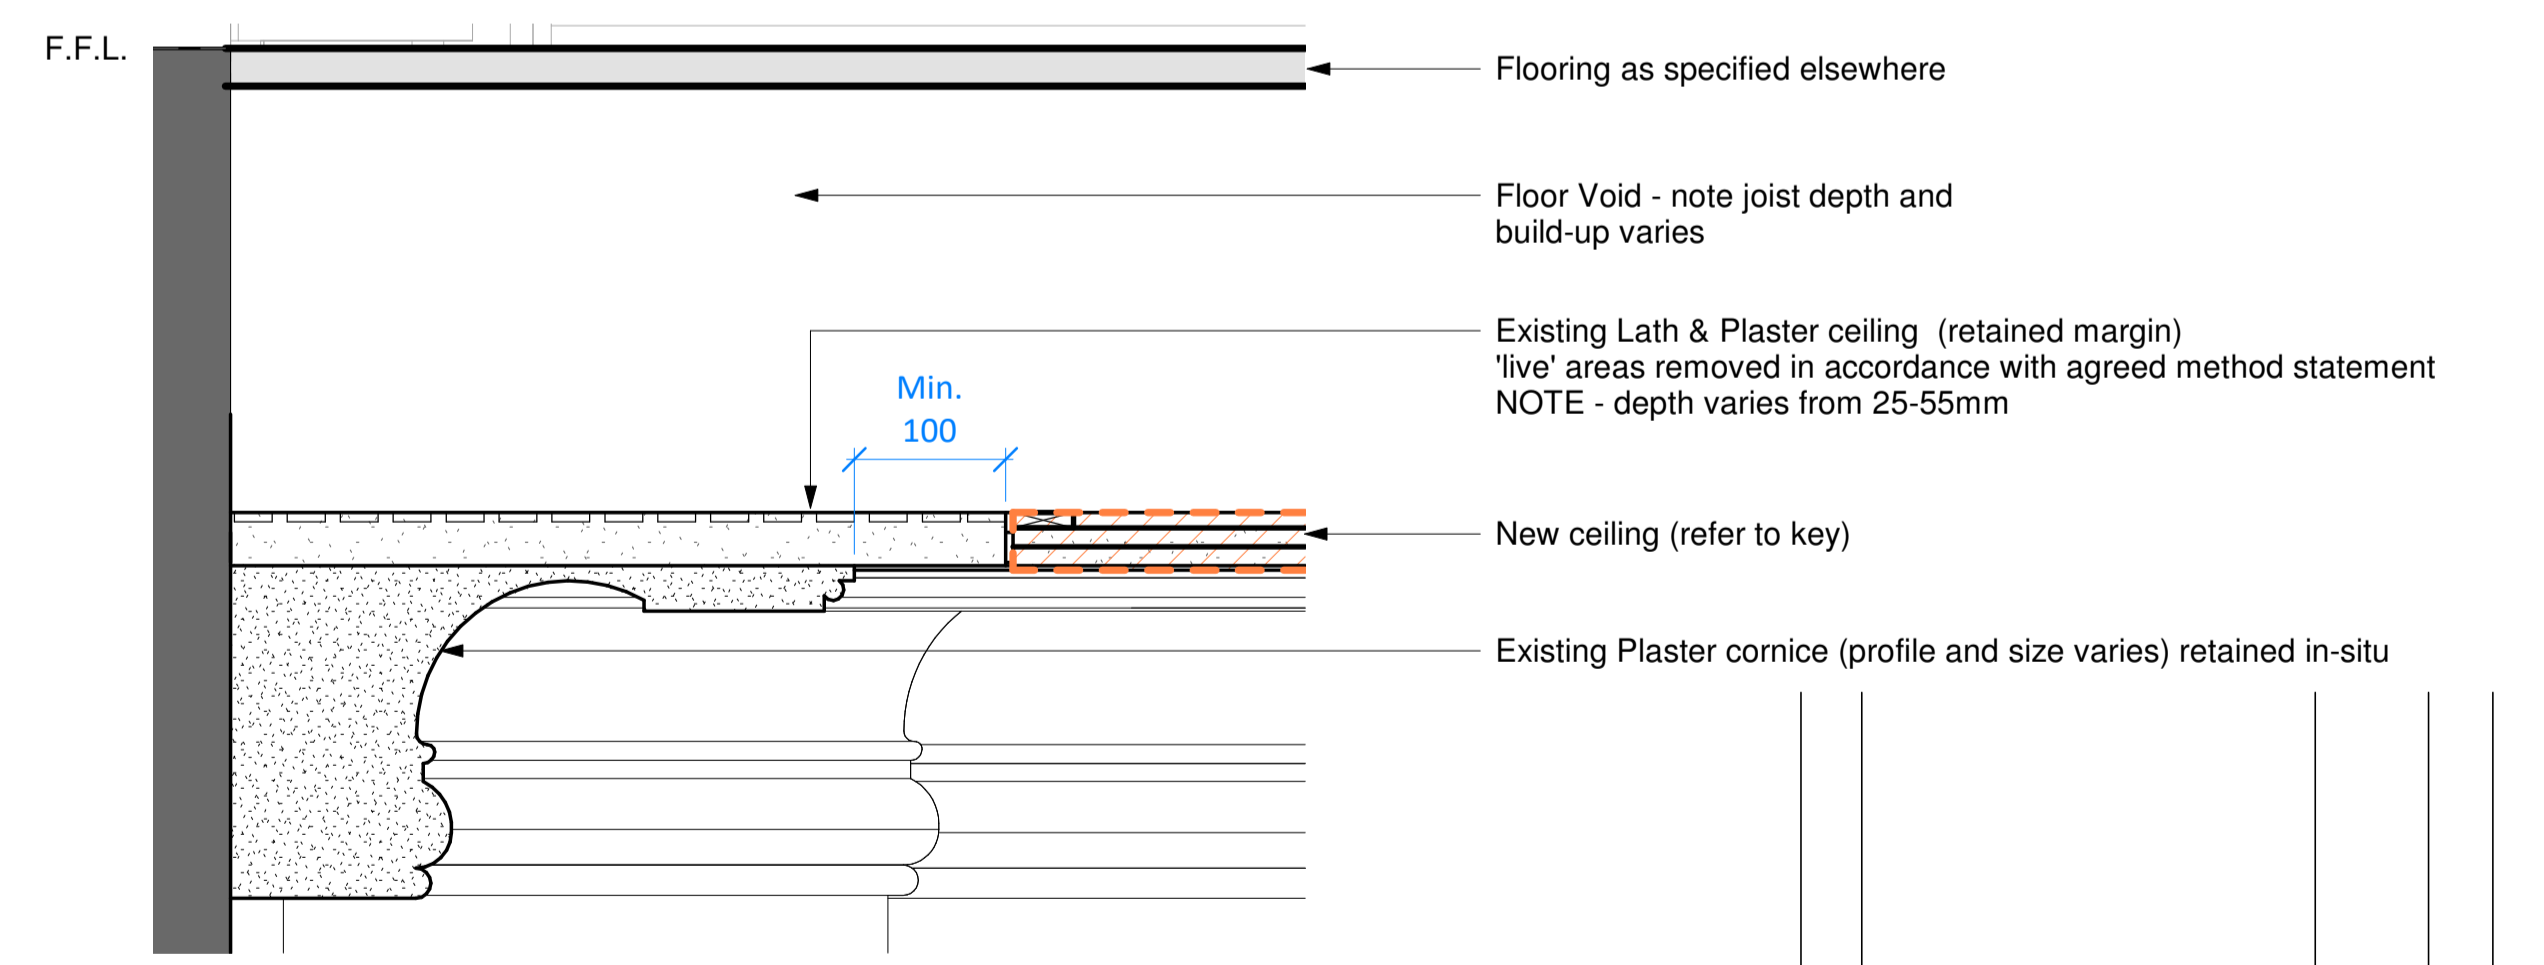 F.F.L.
Flooring as specified elsewhere
Floor Void - note joist depth and
build-up varies
Existing Lath & Plaster ceiling  (retained margin)
'live' areas removed in accordance with agreed method statement
NOTE - depth varies from 25-55mm
Min.
100
New ceiling (refer to key)
Existing Plaster cornice (profile and size varies) retained in-situ